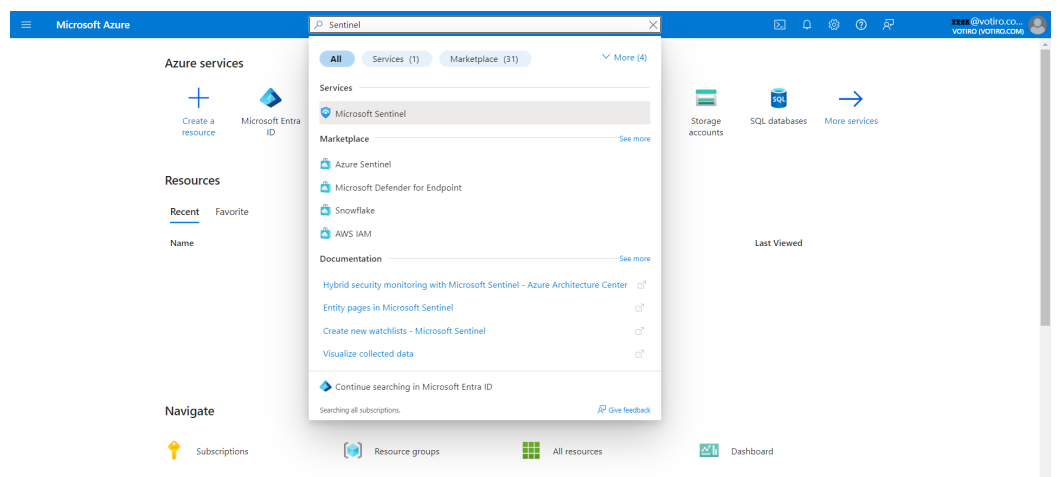 Microsoft Azure
Sentinel
@votiro.co...
VOTIRO (VOTIRO.COM)
Azure services
All
Services (1)
Marketplace (31)
More (4)
Services
Microsoft Sentinel
Marketplace
See more
Azure Sentinel
Microsoft Defender for Endpoint
Snowflake
AWS IAM
Documentation
See more
Hybrid security monitoring with Microsoft Sentinel - Azure Architecture Center
Entity pages in Microsoft Sentinel
Create new watchlists - Microsoft Sentinel
Visualize collected data
Continue searching in Microsoft Entra ID
Searching all subscriptions.
Give feedback
Create a
resource
Microsoft Entra
ID
Storage
accounts
SQL
SQL databases
More services
Resources
Recent
Favorite
Name
Last Viewed
Navigate
Subscriptions
Resource groups
All resources
Dashboard